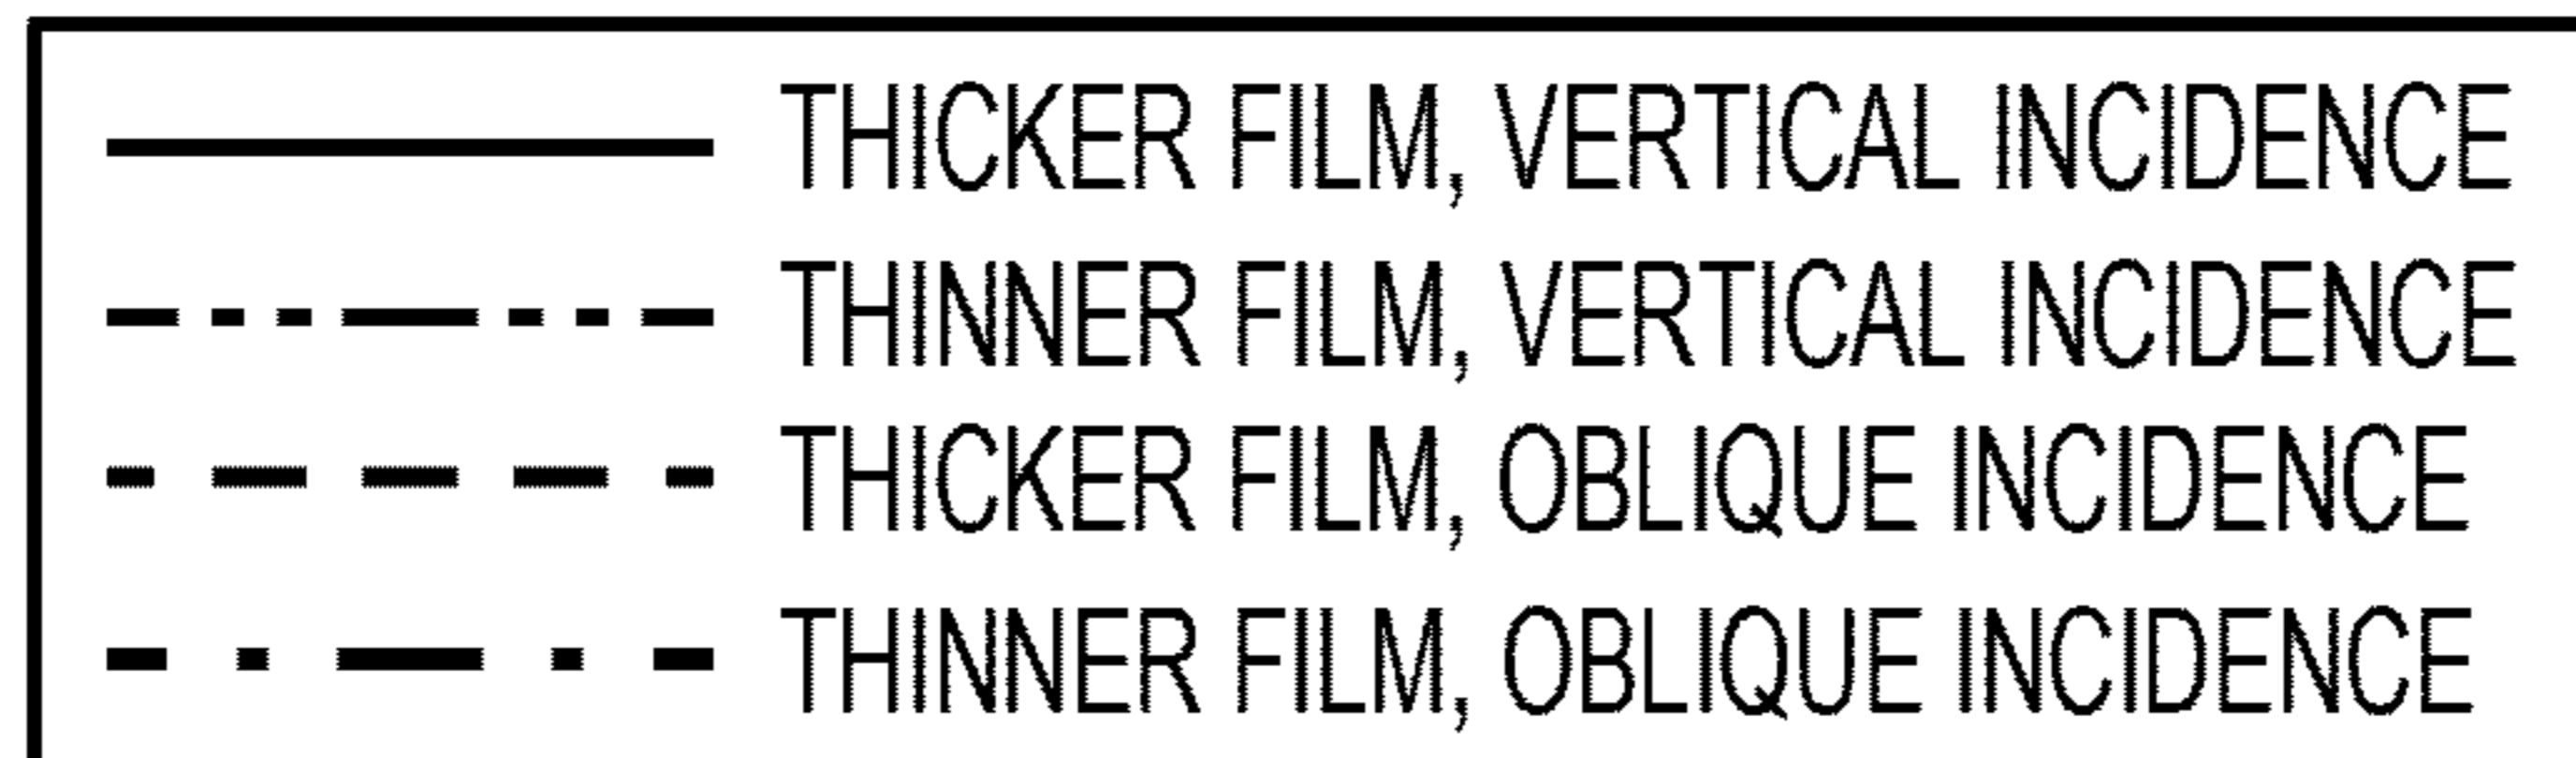 THICKER FILM, VERTICAL INCIDENCE
THINNER FILM, VERTICAL INCIDENCE
THICKER FILM, OBLIQUE INCIDENCE
THINNER FILM, OBLIQUE INCIDENCE